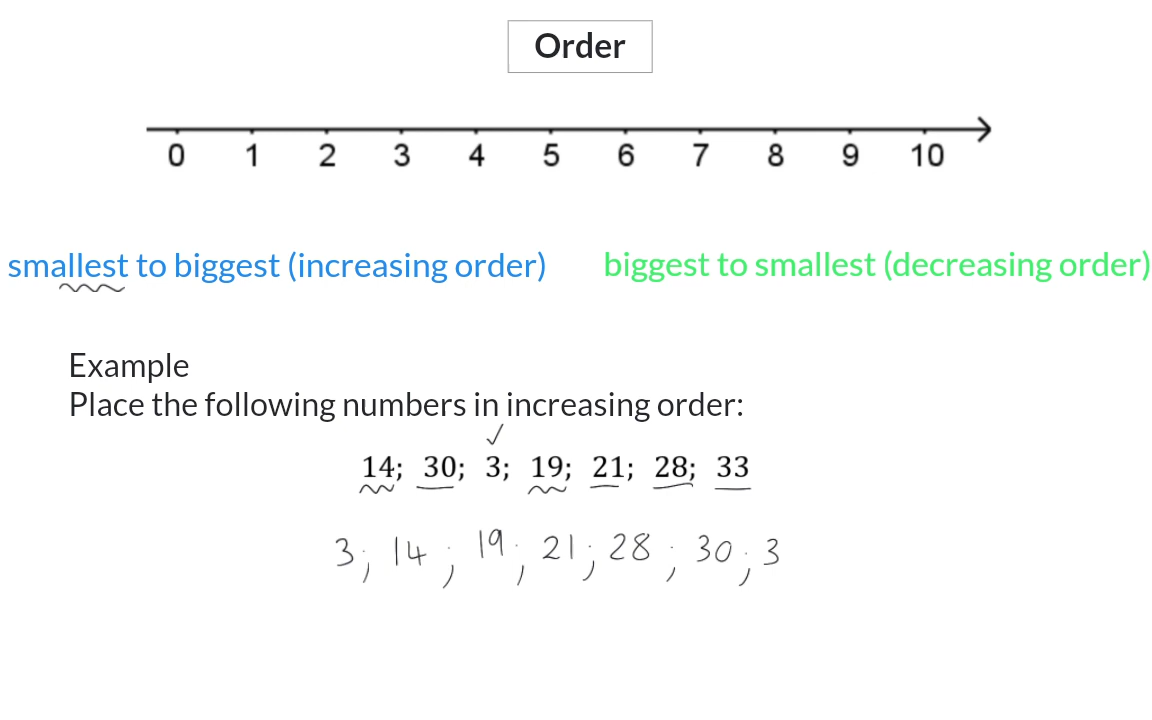 Order
0 1 2 3 4 5 6 7 8 9 10
smallest to biggest (increasing order) biggest to smallest (decreasing order)
Example
Place the following numbers in increasing order:
14; 30; 3; 19; 21; 28; 33
3; 14; 19; 21; 28; 30; 3